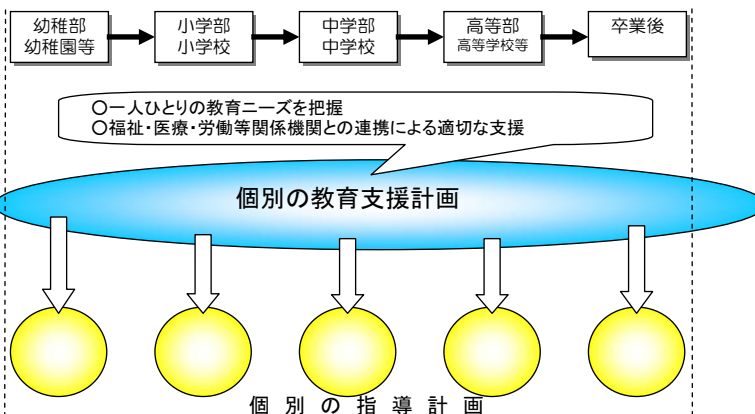 幼稚部
幼稚園等
小学部
小学校
中学部
中学校
高等部
高等学校等
卒業後
○一人ひとりの教育ニーズを把握
○福祉・医療・労働等関係機関との連携による適切な支援
個別の教育支援計画
個別の指導計画